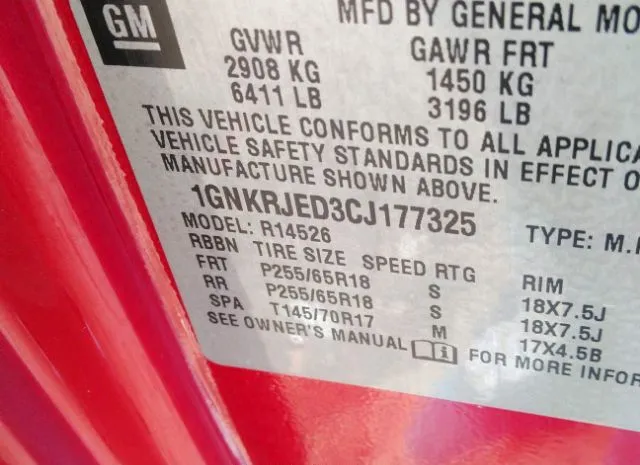 GM
MFD BY GENERAL MO
GVWR GAWR FRT
2908 KG 1450 KG
6411 LB 3196 LB
THIS VEHICLE CONFORMS TO ALL APPLICA
VEHICLE SAFETY STANDARDS IN EFFECT O
MANUFACTURE SHOWN ABOVE.
1GNKRJED3CJ177325
MODEL: R14526 TYPE: M.
RBBN TIRE SIZE SPEED RTG RIM
FRT P255/65R18 S 18X7.5J
RR P255/65R18 S 18X7.5J
SPA T145/70R17 M 17X4.5B
SEE OWNER'S MANUAL FOR MORE INFOR